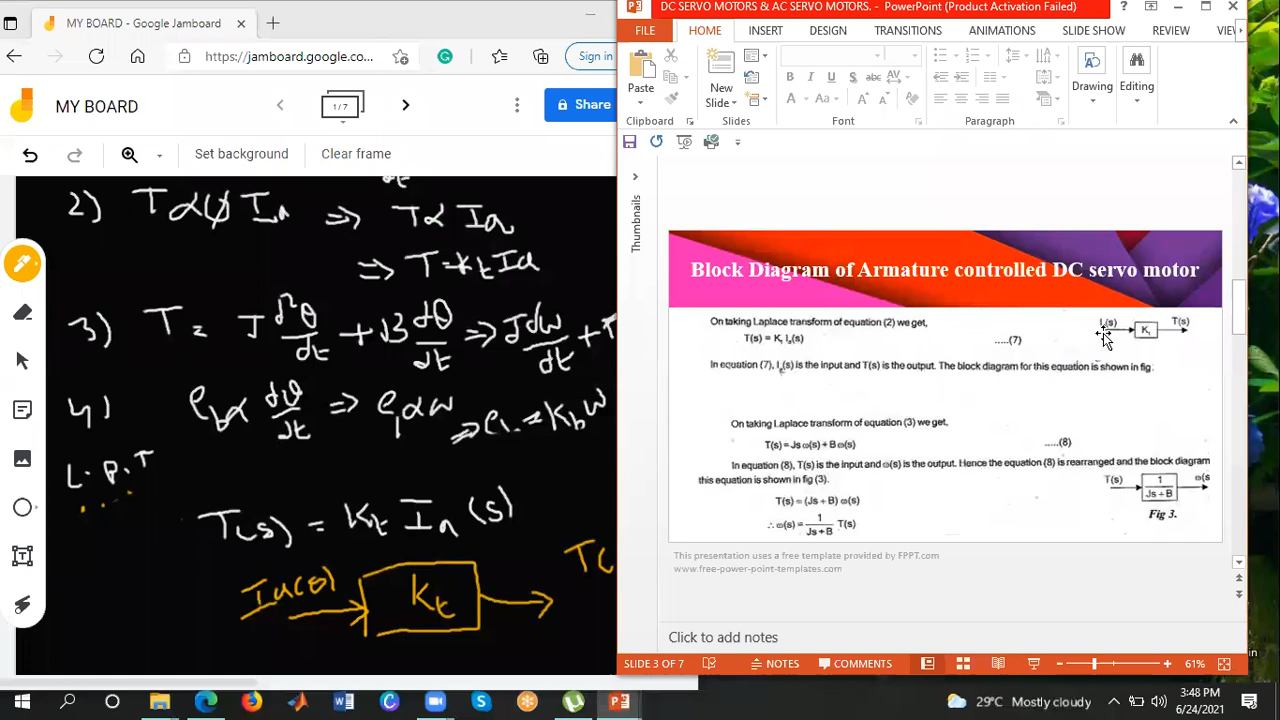 MY BOARD - Google Jamboard
https://jamboard.google.co...
Sign in
MY BOARD
1/7
Share
Set background
Clear frame
2) T α φ Ia ⇒ T α Ia
⇒ T = Kt Ia
3) T = J d²θ/dt + B dθ/dt ⇒ J dω/dt +
4) eb α dθ/dt ⇒ eb α ω
⇒ = Kb ω
L. P. T
T(s) = Kt Ia (s)
Ia(s) Kt T(
DC SERVO MOTORS & AC SERVO MOTORS. - PowerPoint (Product Activation Failed)
FILE
HOME
INSERT
DESIGN
TRANSITIONS
ANIMATIONS
SLIDE SHOW
REVIEW
VIEW
Paste
New Slide
Drawing
Editing
Clipboard
Slides
Font
Paragraph
Thumbnails
Block Diagram of Armature controlled DC servo motor
On taking Laplace transform of equation (2) we get,
T(s) = Kt Ia(s) .....(7)
Ia(s) Kt T(s)
In equation (7), Ia(s) is the input and T(s) is the output. The block diagram for this equation is shown in fig:
On taking Laplace transform of equation (3) we get,
T(s) = Js ω(s) + B ω(s) .....(8)
In equation (8), T(s) is the input and ω(s) is the output. Hence the equation (8) is rearranged and the block diagram
this equation is shown in fig (3).
T(s) 1/(Js + B) ω(s
T(s) = (Js + B) ω(s)
Fig 3.
∴ ω(s) = 1/(Js + B) T(s)
This presentation uses a free template provided by FPPT.com
www.free-power-point-templates.com
Click to add notes
SLIDE 3 OF 7
NOTES
COMMENTS
61%
29°C Mostly cloudy
3:48 PM
6/24/2021